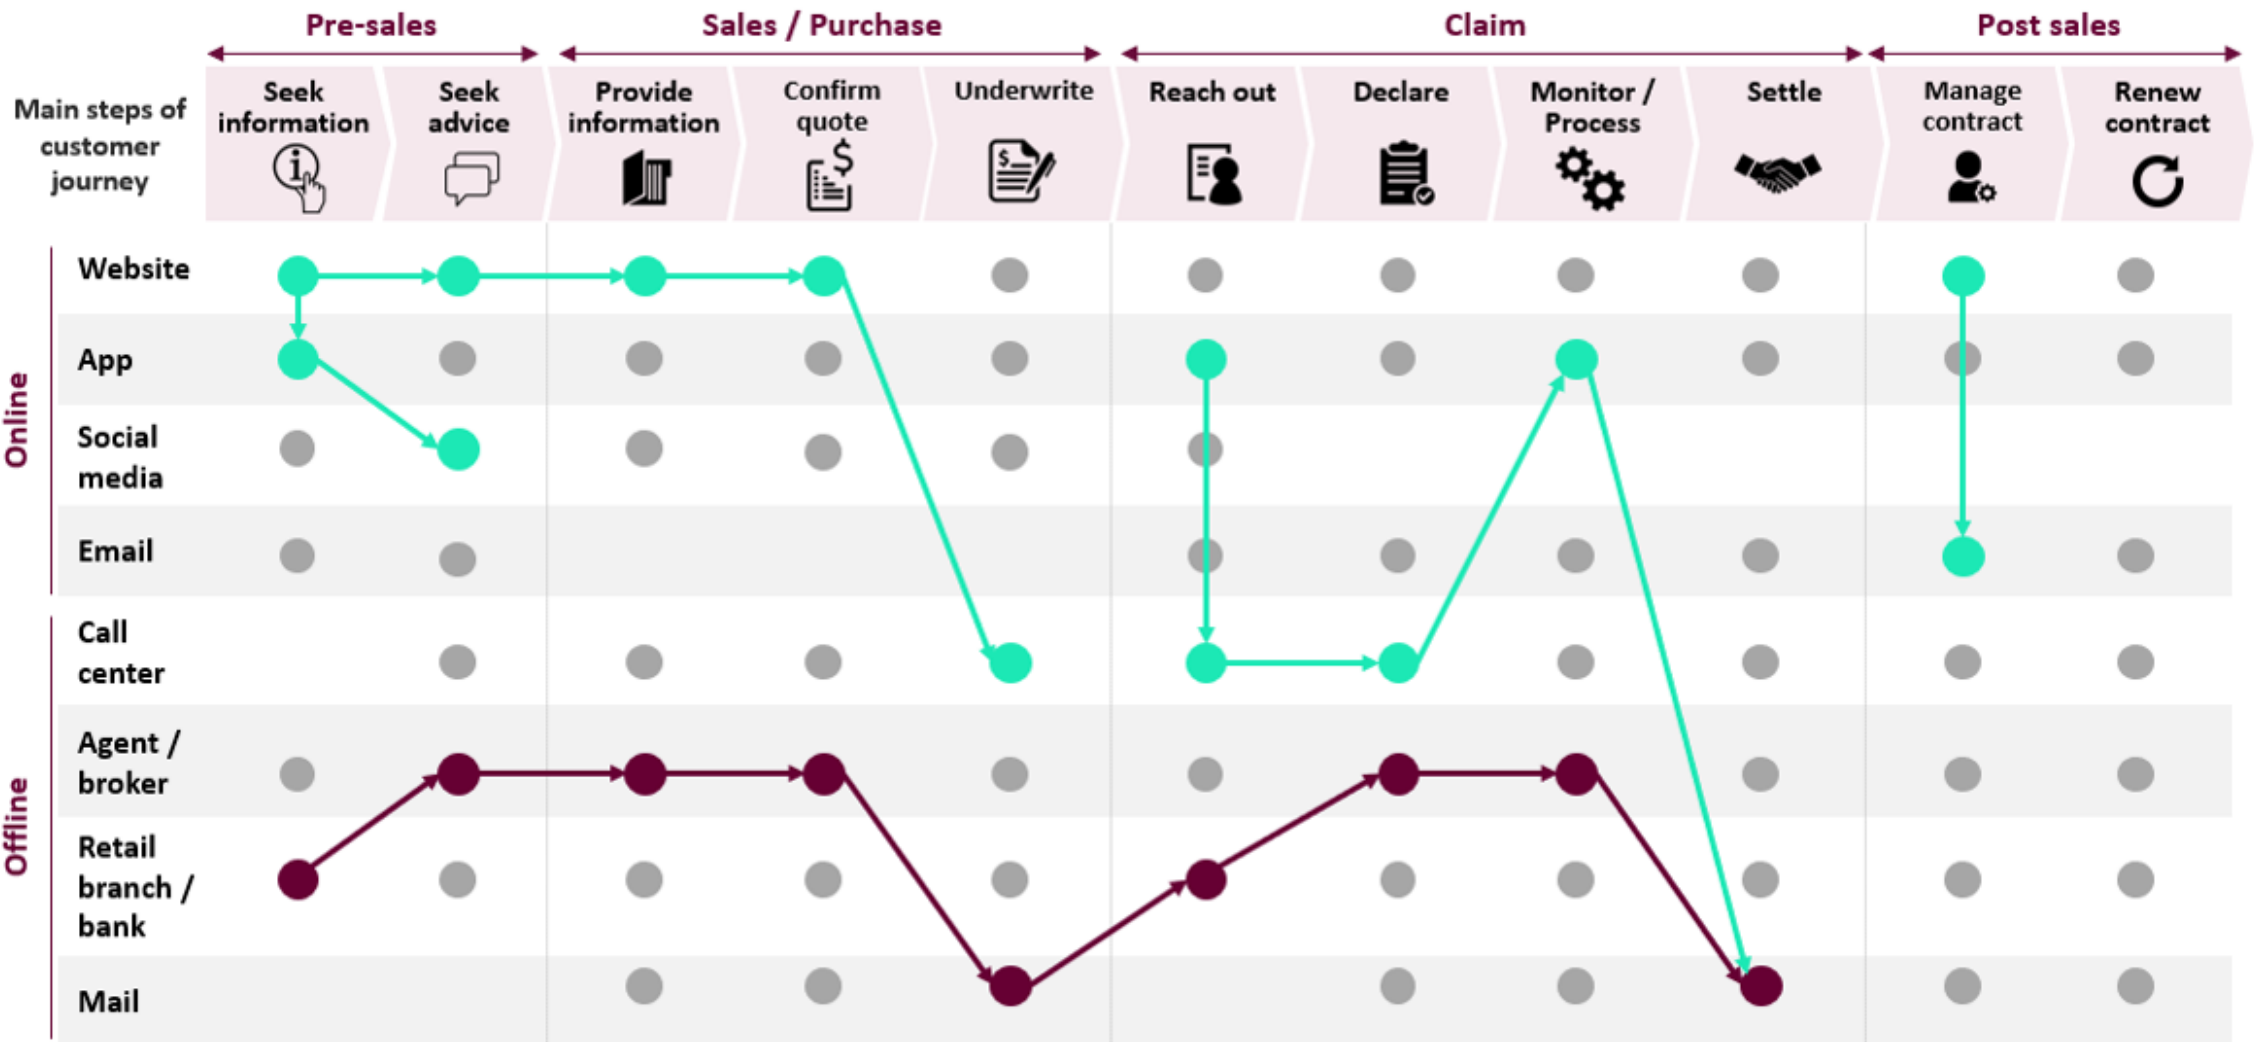 Pre-sales
Sales / Purchase
Claim
Post sales
Main steps of
customer
journey
Seek
information
Seek
advice
Provide
information
Confirm
quote
Underwrite
Reach out
Declare
Monitor /
Process
Settle
Manage
contract
Renew
contract
i
$
$
Online
Website
App
Social
media
Email
Offline
Call
center
Agent /
broker
Retail
branch /
bank
Mail